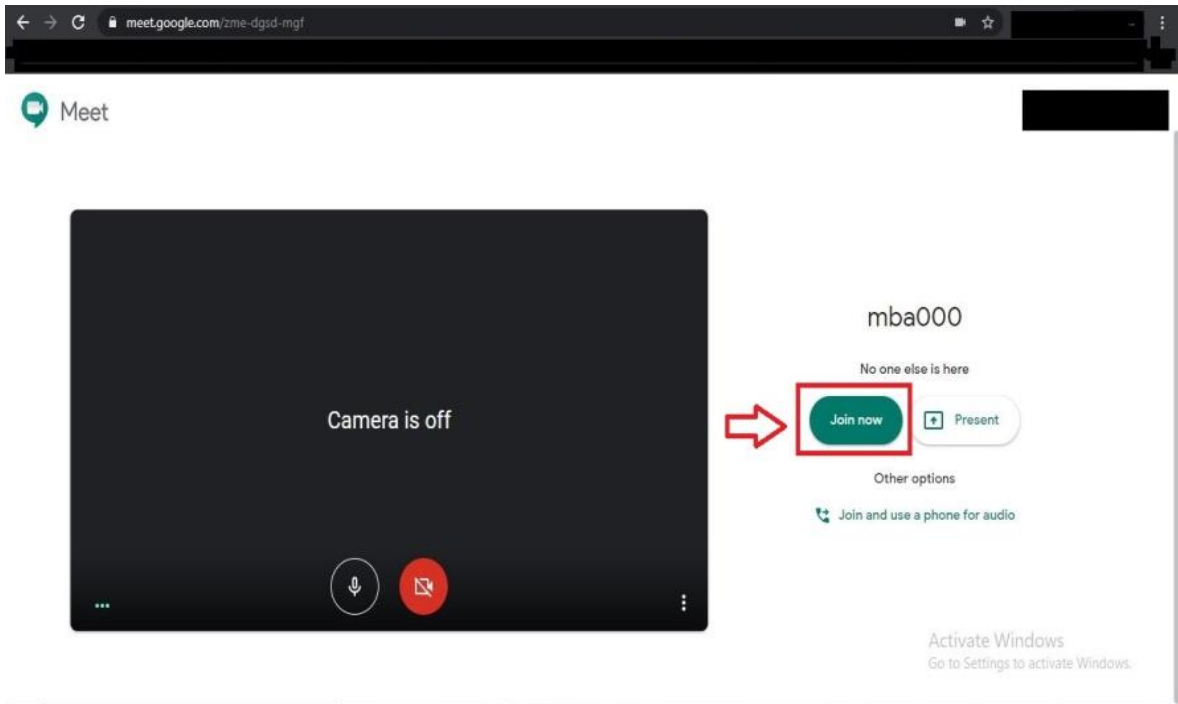 meet.google.com/zme-dgsd-mgf
Meet
mba000
No one else is here
Camera is off
Join now
Present
Other options
Join and use a phone for audio
Activate Windows
Go to Settings to activate Windows.